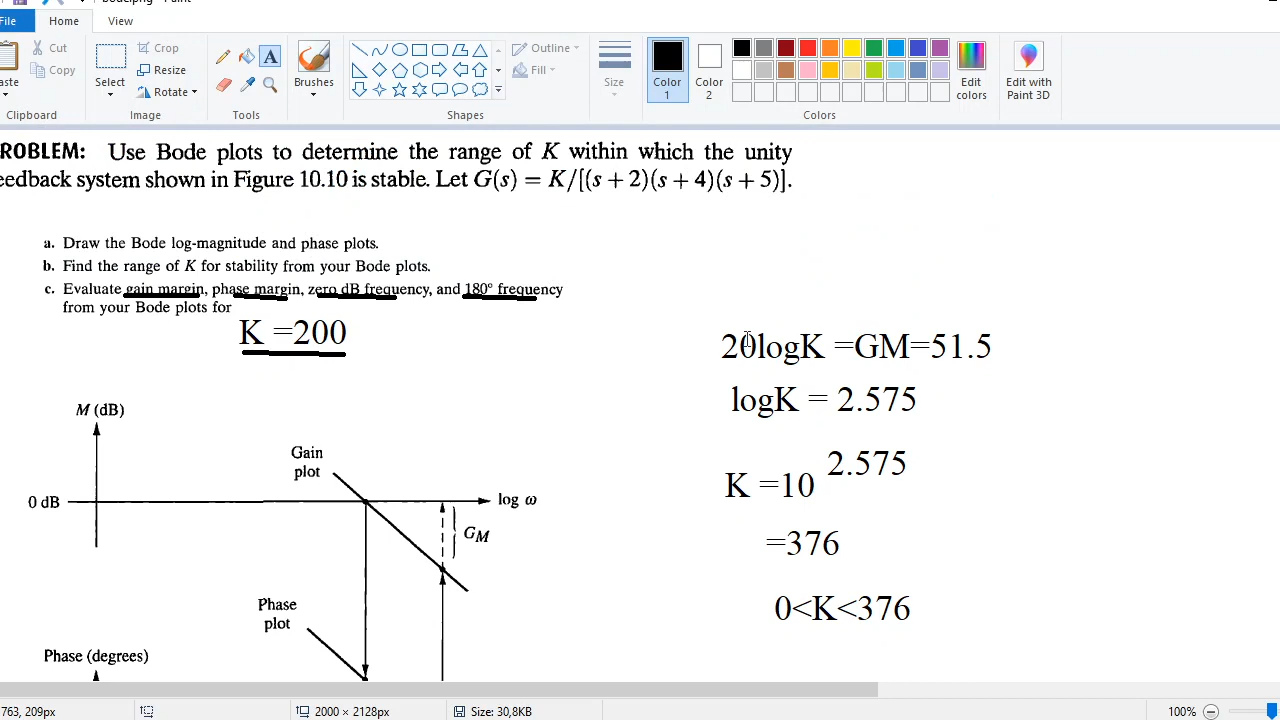 bode.png - Paint
File
Home
View
Cut
Copy
Clipboard
Select
Crop
Resize
Rotate
Image
A
Tools
Brushes
Outline
Fill
Shapes
Size
Color
1
Color
2
Edit
colors
Colors
Edit with
Paint 3D
ROBLEM: Use Bode plots to determine the range of K within which the unity
eedback system shown in Figure 10.10 is stable. Let G(s) = K/[(s + 2)(s + 4)(s + 5)].
a. Draw the Bode log-magnitude and phase plots.
b. Find the range of K for stability from your Bode plots.
c. Evaluate gain margin, phase margin, zero dB frequency, and 180° frequency
from your Bode plots for
K =200
20logK =GM=51.5
logK = 2.575
K =10 2.575
=376
0<K<376
M (dB)
Gain
plot
0 dB
log ω
GM
Phase
plot
Phase (degrees)
763, 209px
2000 × 2128px
Size: 30,8KB
100%